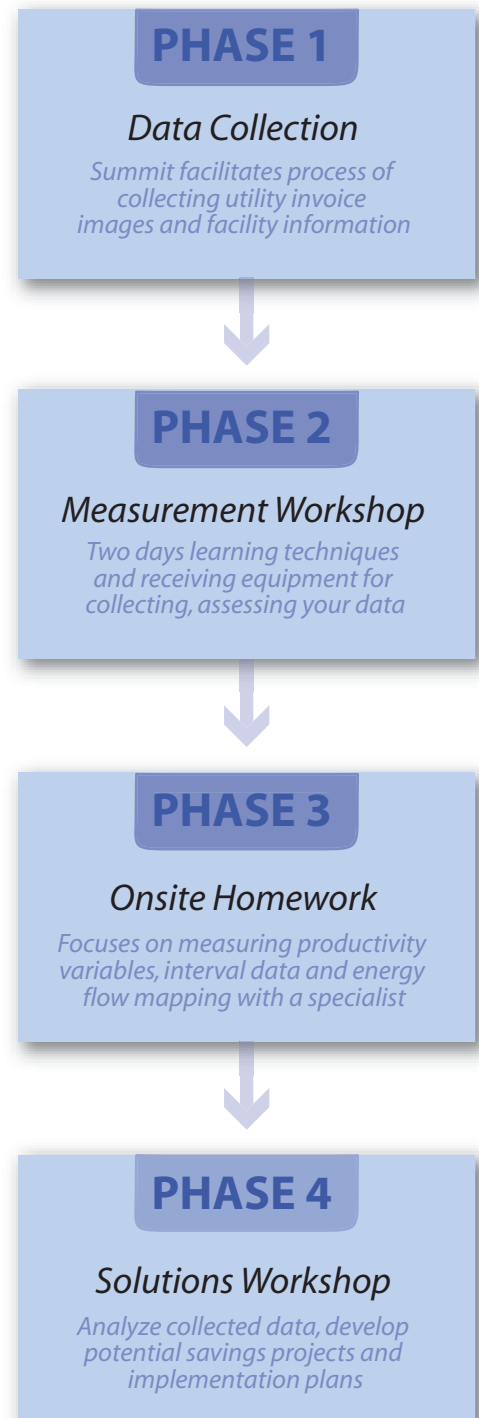 PHASE 1
Data Collection
Summit facilitates process of
collecting utility invoice
images and facility information
PHASE 2
Measurement Workshop
Two days learning techniques
and receiving equipment for
collecting, assessing your data
PHASE 3
Onsite Homework
Focuses on measuring productivity
variables, interval data and energy
flow mapping with a specialist
PHASE 4
Solutions Workshop
Analyze collected data, develop
potential savings projects and
implementation plans